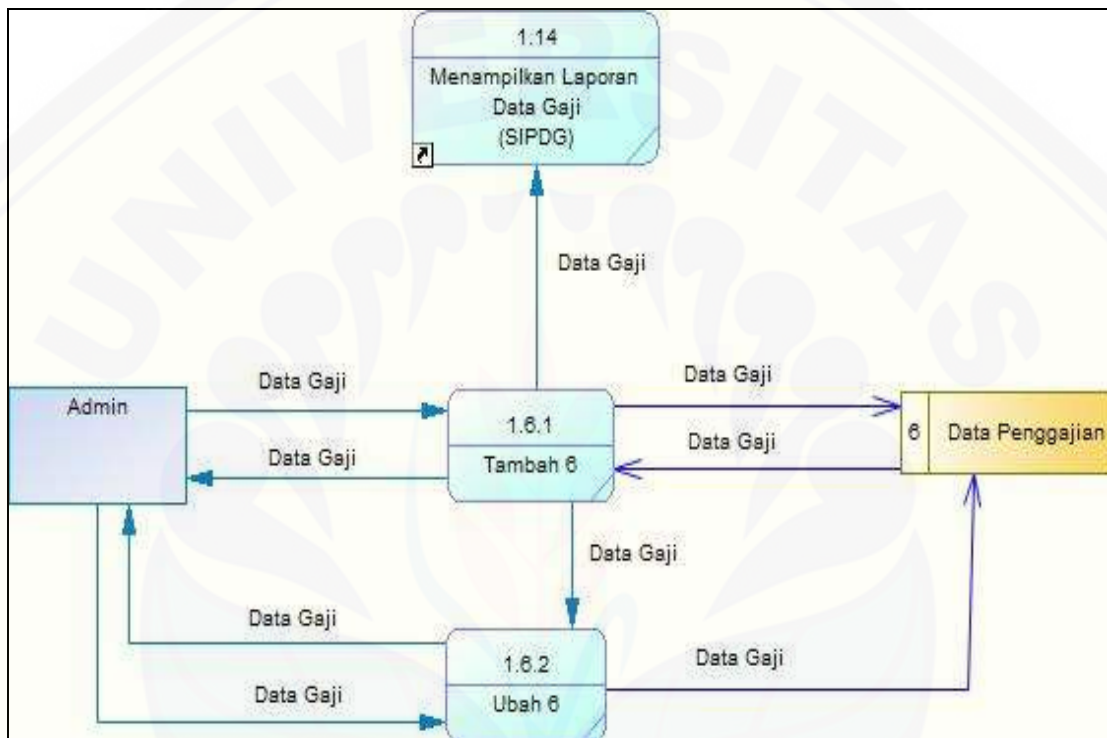 UNIVERSITAS
1.14
Menampilkan Laporan
Data Gaji
(SIPDG)
Data Gaji
Data Gaji
Data Gaji
Admin
1.6.1
6
Data Penggajian
Data Gaji
Data Gaji
Tambah 6
Data Gaji
Data Gaji
1.6.2
Data Gaji
Data Gaji
Ubah 6